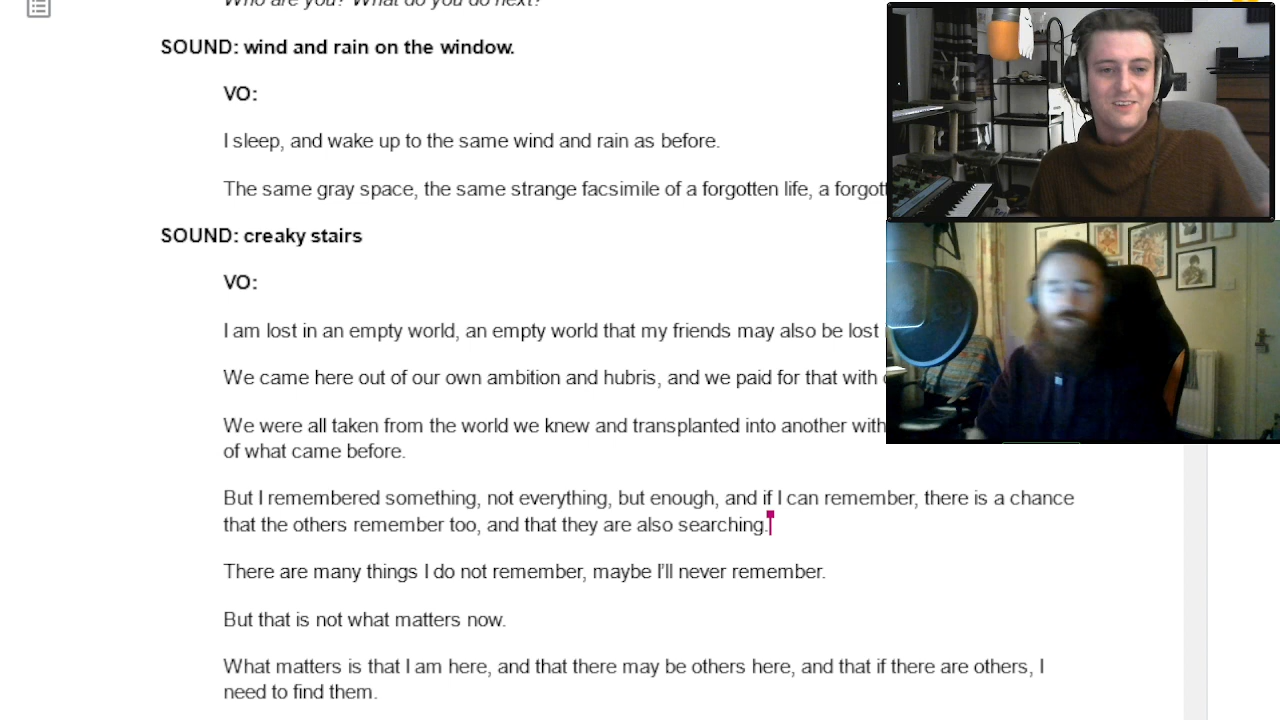 Who are you? What do you do next?
SOUND: wind and rain on the window.
VO:
I sleep, and wake up to the same wind and rain as before.
The same gray space, the same strange facsimile of a forgotten life, a
SOUND: creaky stairs
VO:
I am lost in an empty world, an empty world that my friends may also be lost
We came here out of our own ambition and hubris, and we paid for that with
We were all taken from the world we knew and transplanted into another with
of what came before.
But I remembered something, not everything, but enough, and if I can remember, there is a chance
that the others remember too, and that they are also searching.
There are many things I do not remember, maybe I'll never remember.
But that is not what matters now.
What matters is that I am here, and that there may be others here, and that if there are others, I
need to find them.